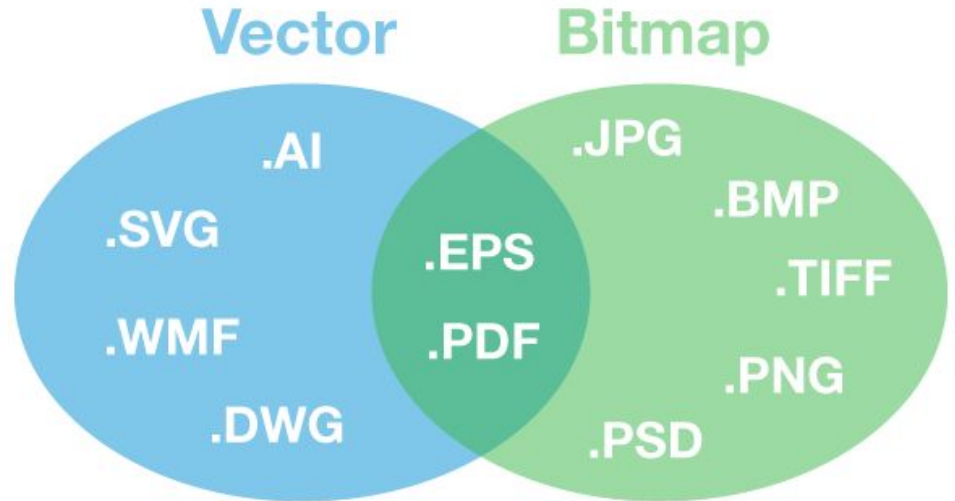 Vector
Bitmap
.AI
.SVG
.WMF
.DWG
.EPS
.PDF
.JPG
.BMP
.TIFF
.PNG
.PSD